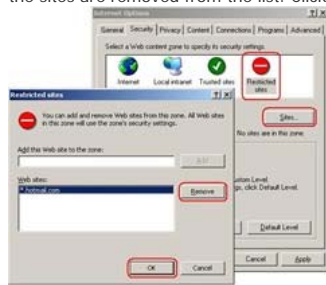 the sites are removed from the list. Click
Internet Options
General Security Privacy Content Connections Programs Advanced
Select a Web content zone to specify its security settings.
Internet Local intranet Trusted sites Restricted sites
Sites...
No sites are in this zone.
Custom Level.
click Default Level.
Default Level
Cancel Apply
Restricted sites
You can add and remove Web sites from this zone. All Web sites
in this zone will use the zone's security settings.
Add this Web site to the zone:
Add
Web sites:
*.hotmail.com
Remove
OK Cancel